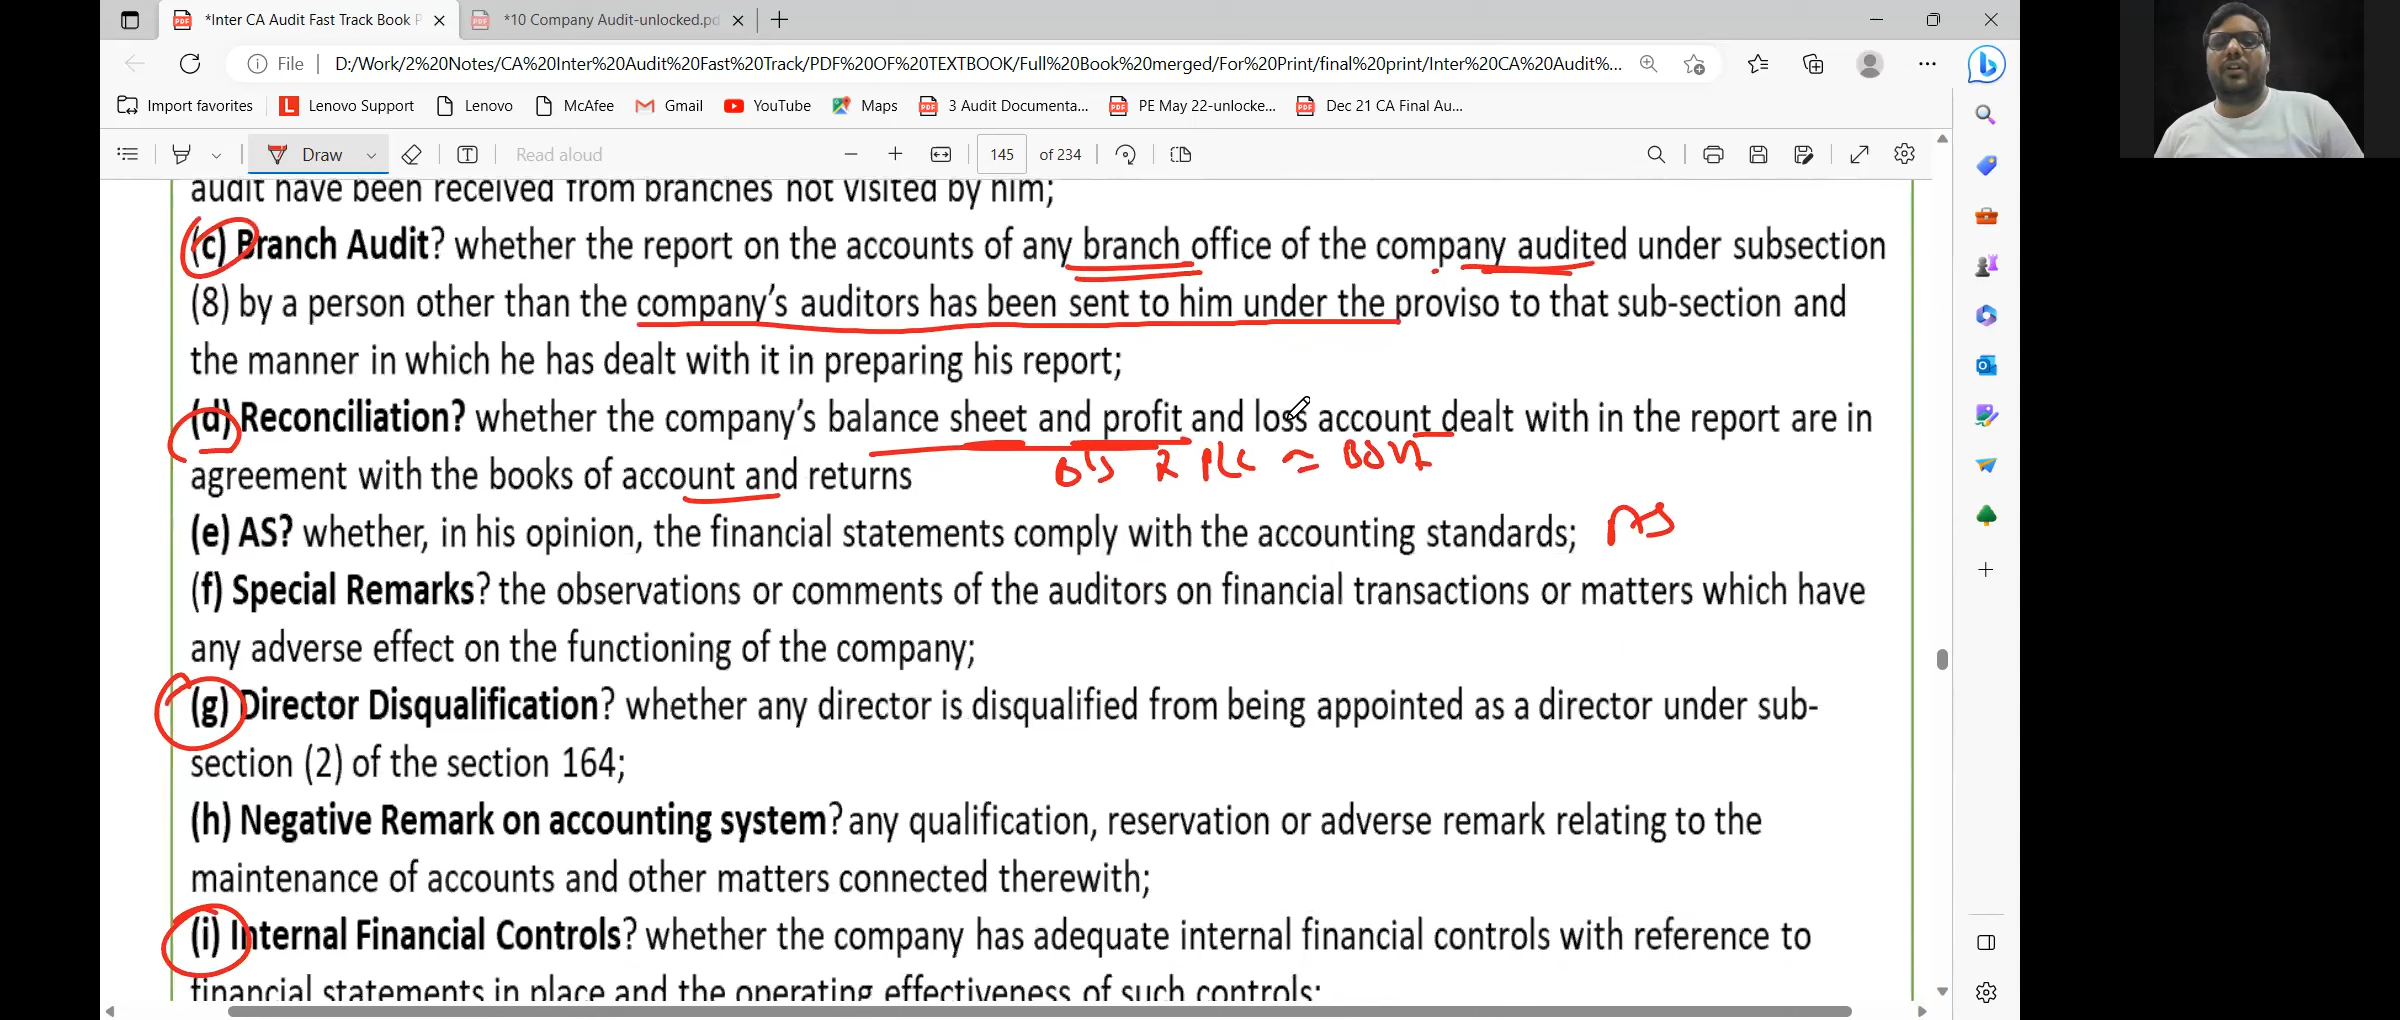 *Inter CA Audit Fast Track Book P
*10 Company Audit-unlocked.pd
File | D:/Work/2%20Notes/CA%20Inter%20Audit%20Fast%20Track/PDF%20OF%20TEXTBOOK/Full%20Book%20merged/For%20Print/final%20print/Inter%20CA%20Audit%...
Import favorites Lenovo Support Lenovo McAfee Gmail YouTube Maps 3 Audit Documenta... PE May 22-unlocke... Dec 21 CA Final Au...
Draw Read aloud 145 of 234
audit have been received from branches not visited by him;
(c) Branch Audit? whether the report on the accounts of any branch office of the company audited under subsection
(8) by a person other than the company's auditors has been sent to him under the proviso to that sub-section and
the manner in which he has dealt with it in preparing his report;
(d) Reconciliation? whether the company's balance sheet and profit and loss account dealt with in the report are in
agreement with the books of account and returns
(e) AS? whether, in his opinion, the financial statements comply with the accounting standards; AS
(f) Special Remarks? the observations or comments of the auditors on financial transactions or matters which have
any adverse effect on the functioning of the company;
(g) Director Disqualification? whether any director is disqualified from being appointed as a director under sub-
section (2) of the section 164;
(h) Negative Remark on accounting system? any qualification, reservation or adverse remark relating to the
maintenance of accounts and other matters connected therewith;
(i) Internal Financial Controls? whether the company has adequate internal financial controls with reference to
financial statements in place and the operating effectiveness of such controls;